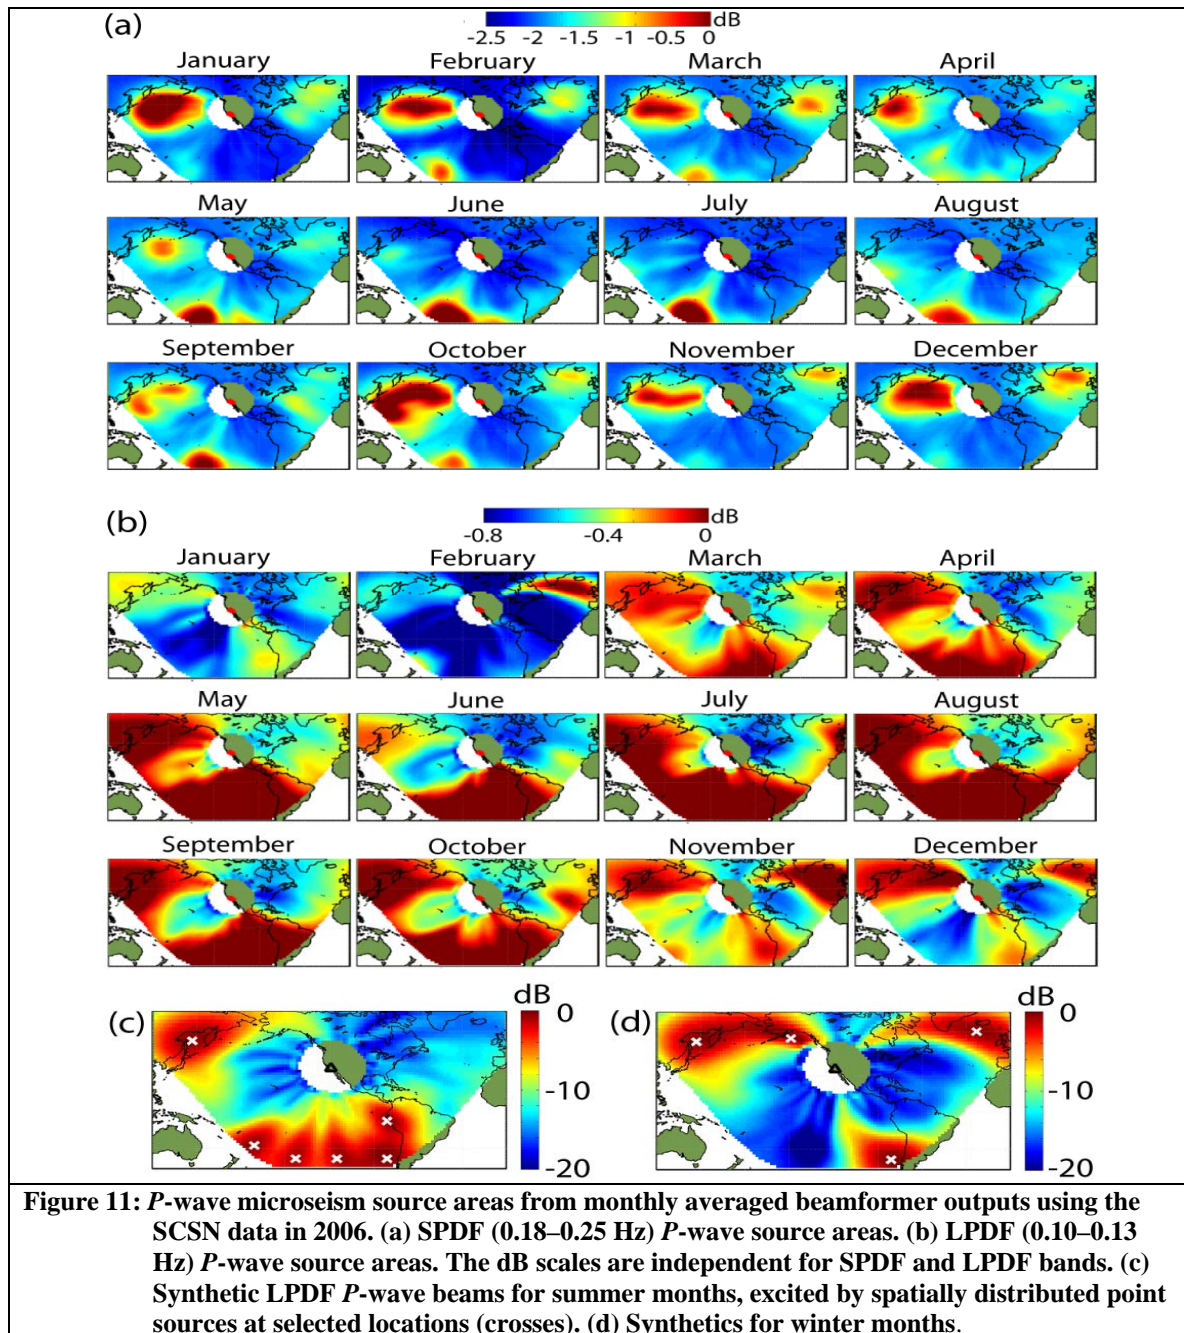 (a)
dB
-2.5 -2 -1.5 -1 -0.5 0
January February March April
May June July August
September October November December
(b)
dB
-0.8 -0.4 0
January February March April
May June July August
September October November December
(c) dB (d) dB
0 0
-10 -10
-20 -20
Figure 11: P-wave microseism source areas from monthly averaged beamformer outputs using the
SCSN data in 2006. (a) SPDF (0.18–0.25 Hz) P-wave source areas. (b) LPDF (0.10–0.13
Hz) P-wave source areas. The dB scales are independent for SPDF and LPDF bands. (c)
Synthetic LPDF P-wave beams for summer months, excited by spatially distributed point
sources at selected locations (crosses). (d) Synthetics for winter months.